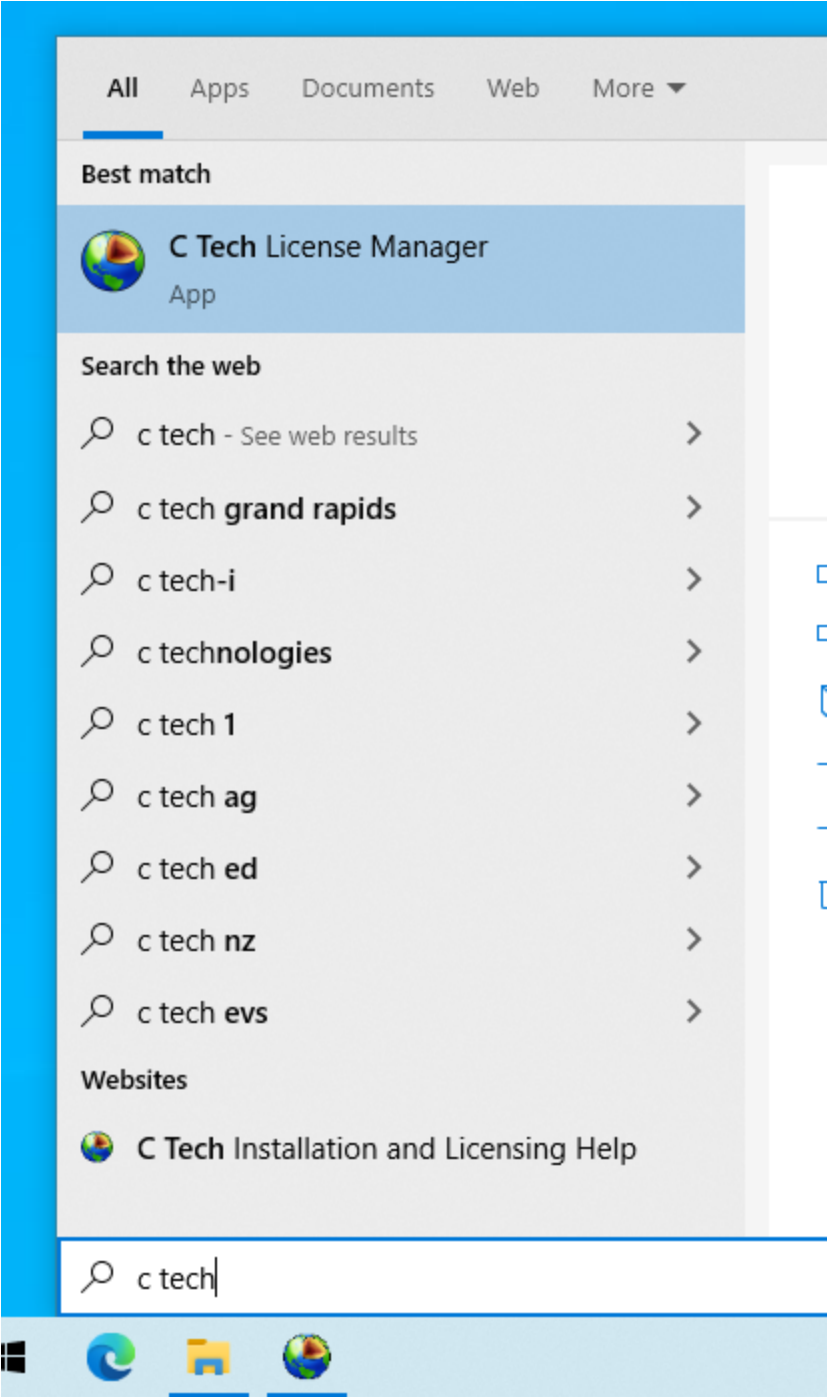 All Apps Documents Web More
Best match
C Tech License Manager
App
Search the web
c tech - See web results
c tech grand rapids
c tech-i
c technologies
c tech 1
c tech ag
c tech ed
c tech nz
c tech evs
Websites
C Tech Installation and Licensing Help
c tech